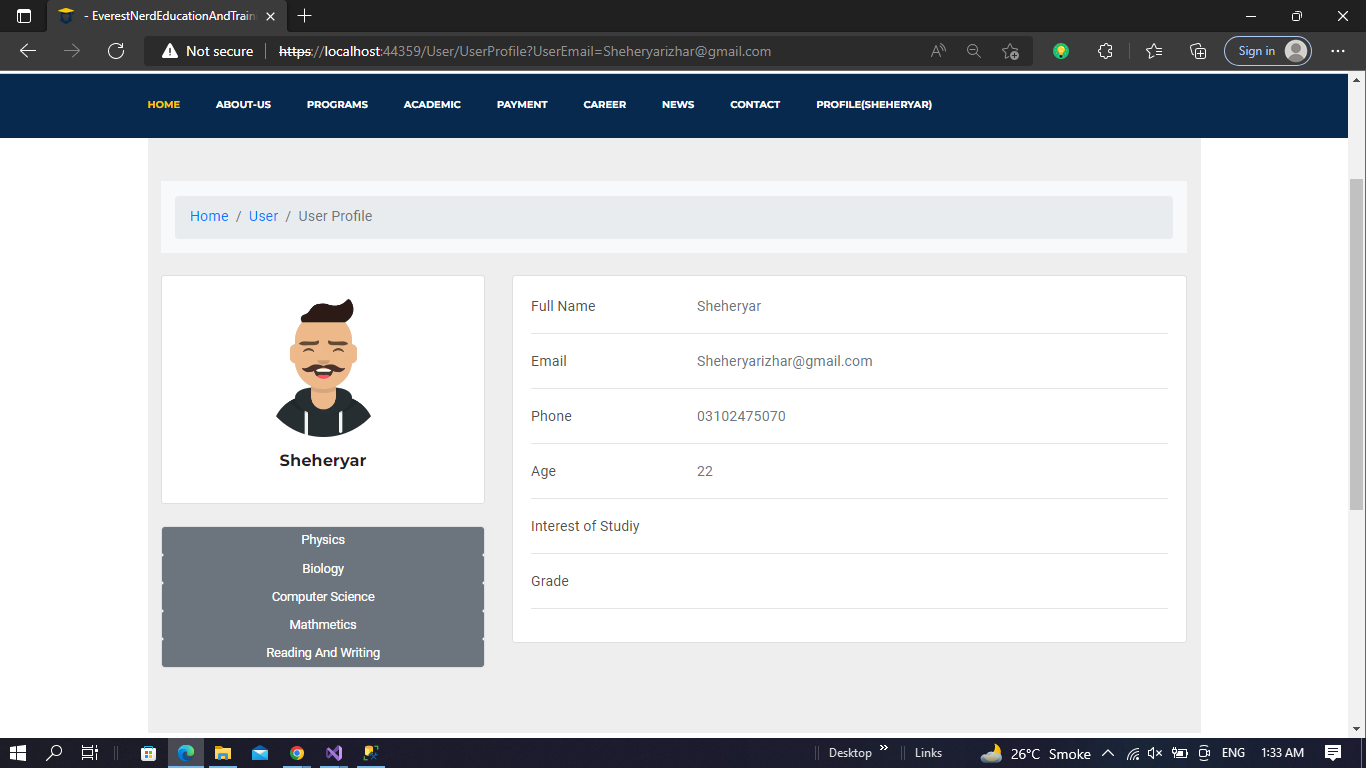 - EverestNerdEducationAndTraini
Not secure
https://localhost:44359/User/UserProfile?UserEmail=Sheheryarizhar@gmail.com
Sign in
HOME ABOUT-US PROGRAMS ACADEMIC PAYMENT CAREER NEWS CONTACT PROFILE(SHEHERYAR)
Home / User / User Profile
Sheheryar
Physics
Biology
Computer Science
Mathmetics
Reading And Writing
Full Name Sheheryar
Email Sheheryarizhar@gmail.com
Phone 03102475070
Age 22
Interest of Studiy
Grade
Desktop » Links 26°C Smoke ENG 1:33 AM